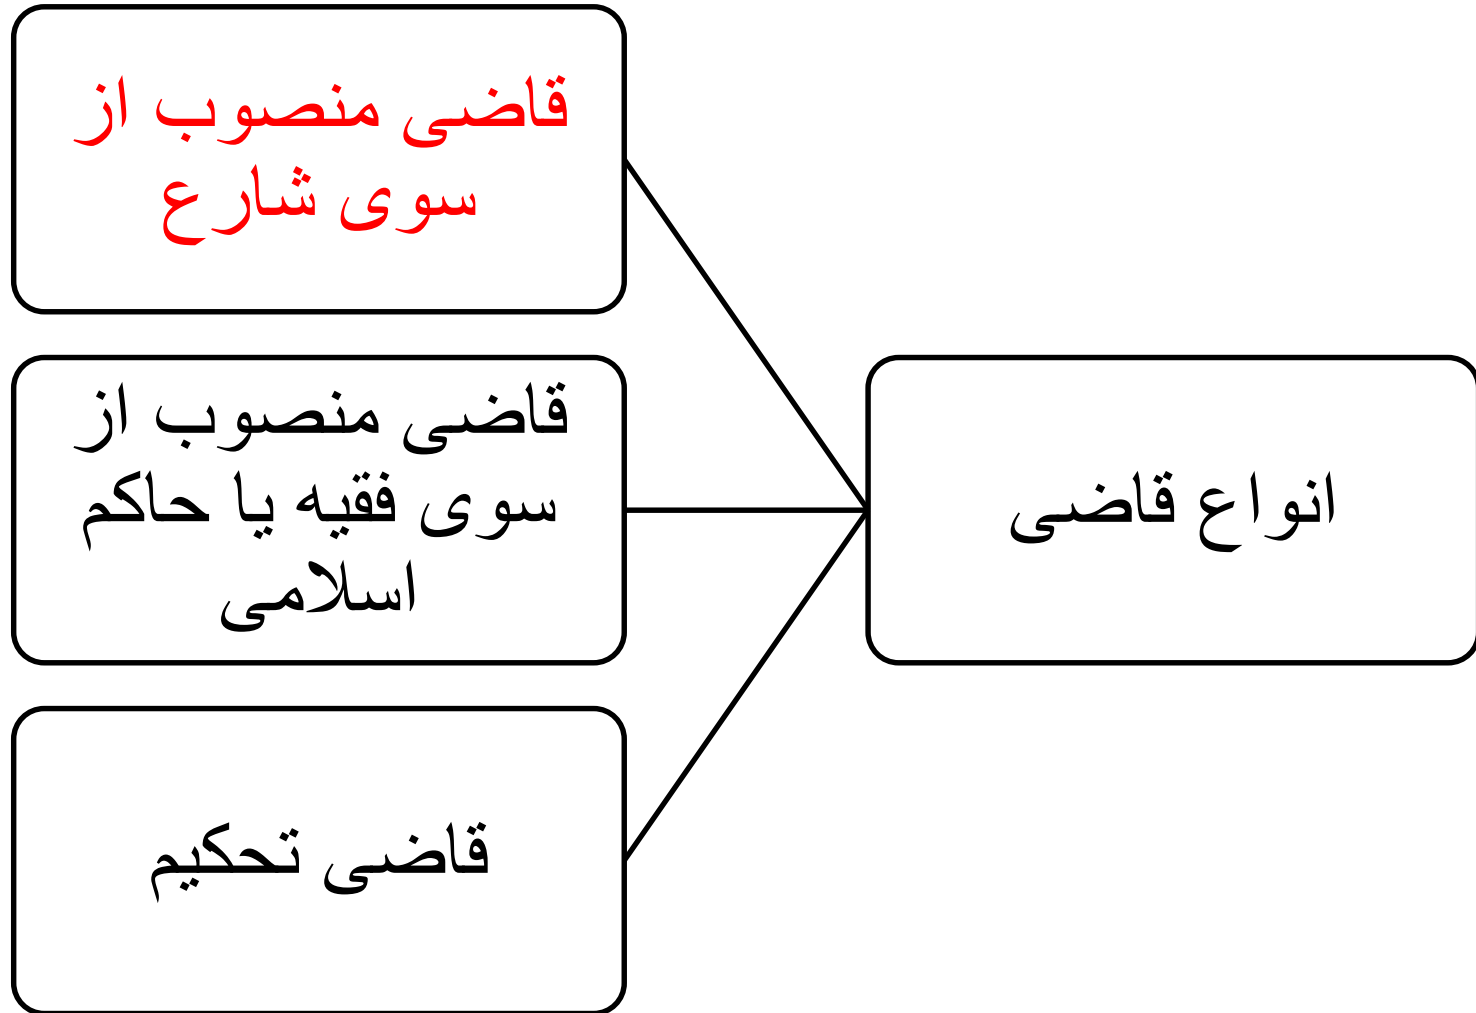 انواع قاضی
قاضی منصوب از
سوی شارع
قاضی منصوب از
سوی فقیه یا حاکم
اسلامی
قاضی تحکیم